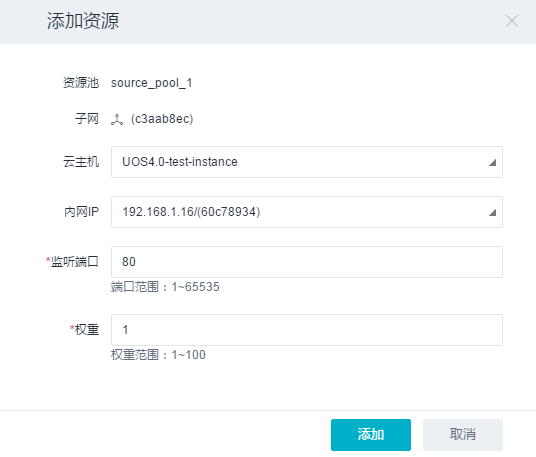 添加资源
资源池 source_pool_1
子网 (c3aab8ec)
云主机 UOS4.0-test-instance
内网IP 192.168.1.16/(60c78934)
*监听端口 80
端口范围：1~65535
*权重 1
权重范围：1~100
添加 取消